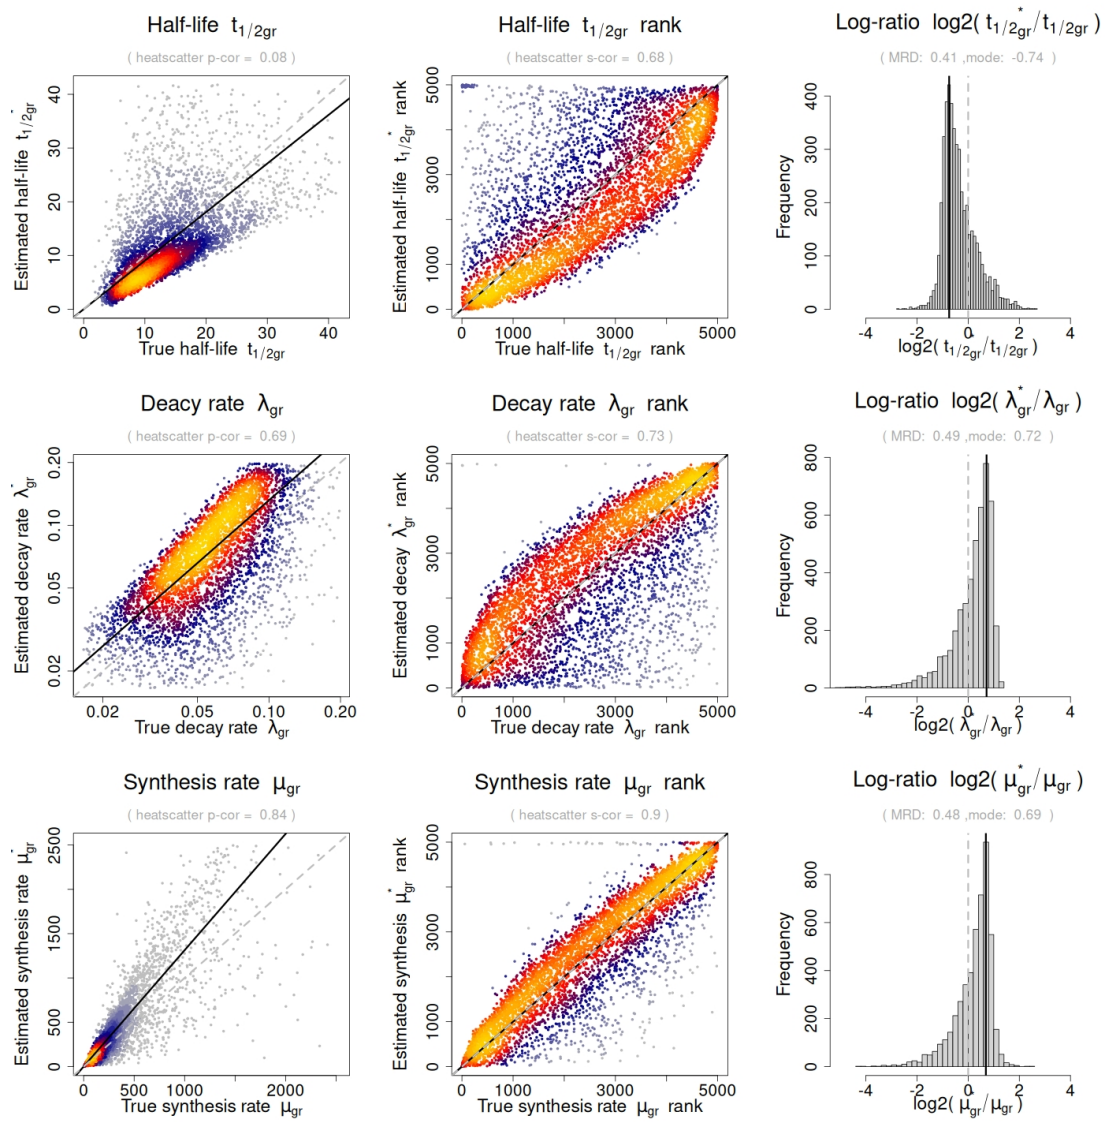 Half-life t1/2gr
( heatscatter p-cor = 0.08 )
Estimated half-life t*1/2gr
0 10 20 30 40
0 10 20 30 40
True half-life t1/2gr
Half-life t1/2gr rank
( heatscatter s-cor = 0.68 )
Estimated half-life t*1/2gr rank
0 1000 3000 5000
0 1000 3000 5000
True half-life t1/2gr rank
Log-ratio log2( t*1/2gr/t1/2gr )
( MRD: 0.41 ,mode: -0.74 )
Frequency
0 100 200 300 400
-4 -2 0 2 4
log2( t*1/2gr/t1/2gr )
Deacy rate λgr
( heatscatter p-cor = 0.69 )
Estimated decay rate λ*gr
0.02 0.05 0.10 0.20
0.02 0.05 0.10 0.20
True decay rate λgr
Decay rate λgr rank
( heatscatter s-cor = 0.73 )
Estimated decay λ*gr rank
0 1000 3000 5000
0 1000 3000 5000
True decay rate λgr rank
Log-ratio log2( λ*gr/λgr )
( MRD: 0.49 ,mode: 0.72 )
Frequency
0 200 400 600 800
-4 -2 0 2 4
log2( λ*gr/λgr )
Synthesis rate μgr
( heatscatter p-cor = 0.84 )
Estimated synthesis rate μ*gr
0 500 1500 2500
0 500 1000 2000
True synthesis rate μgr
Synthesis rate μgr rank
( heatscatter s-cor = 0.9 )
Estimated synthesis μ*gr rank
0 1000 3000 5000
0 1000 3000 5000
True synthesis rate μgr rank
Log-ratio log2( μ*gr/μgr )
( MRD: 0.48 ,mode: 0.69 )
Frequency
0 200 400 600 800
-4 -2 0 2 4
log2( μ*gr/μgr )